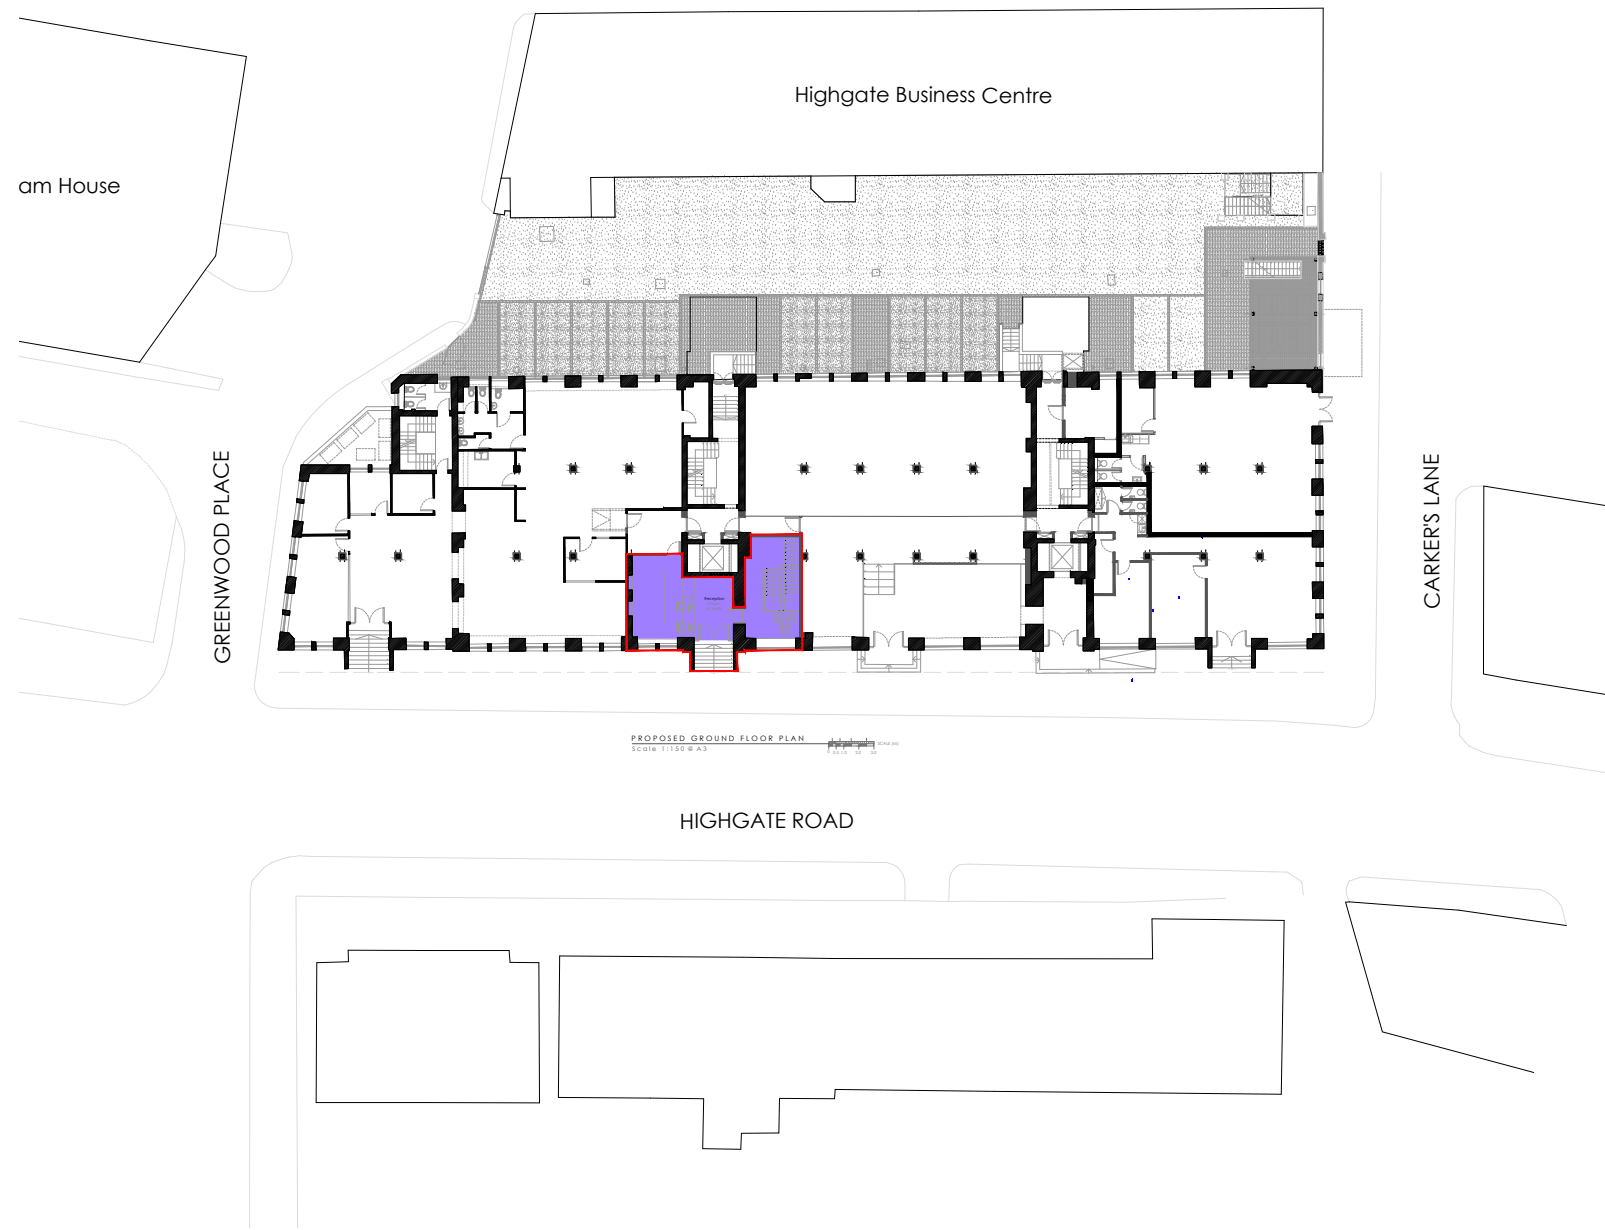 Highgate Business Centre
am House
GREENWOOD PLACE
CARKER'S LANE
Reception
PROPOSED GROUND FLOOR PLAN
Scale 1:150 @ A3
HIGHGATE ROAD